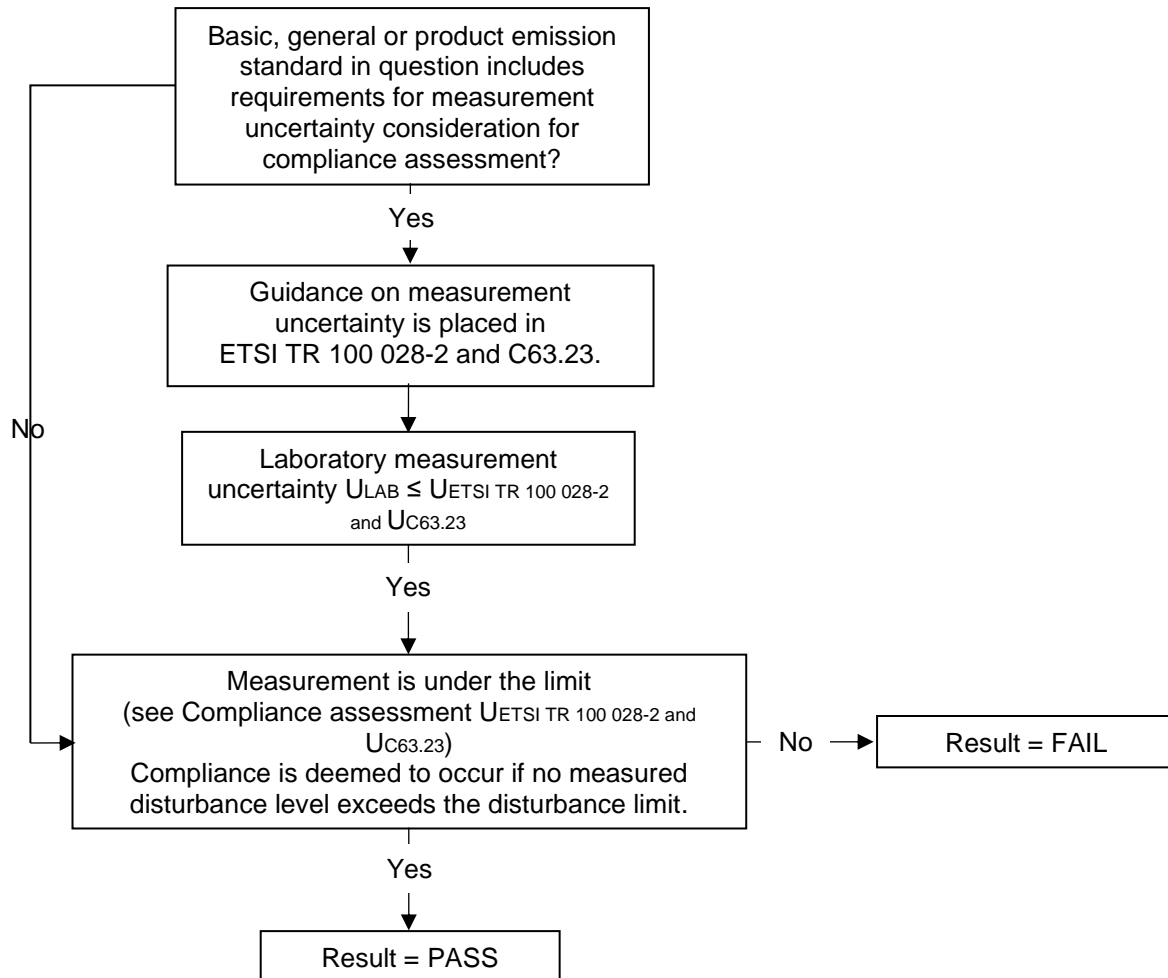 Basic, general or product emission
standard in question includes
requirements for measurement
uncertainty consideration for
compliance assessment?
Yes
Guidance on measurement
uncertainty is placed in
ETSI TR 100 028-2 and C63.23.
No
Laboratory measurement
uncertainty ULAB ≤ UETSI TR 100 028-2
and UC63.23
Yes
Measurement is under the limit
(see Compliance assessment UETSI TR 100 028-2 and
UC63.23)
Compliance is deemed to occur if no measured
disturbance level exceeds the disturbance limit.
No
Result = FAIL
Yes
Result = PASS